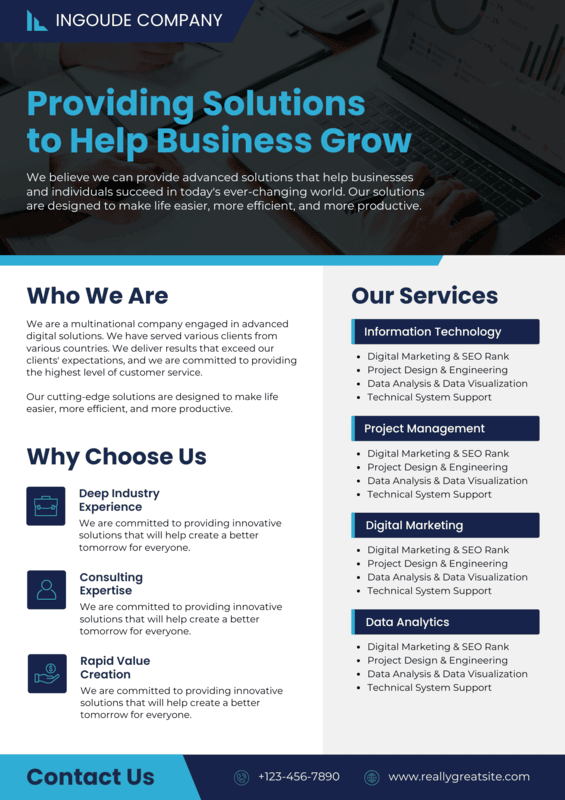 INGOUDE COMPANY
Providing Solutions
to Help Business Grow
We believe we can provide advanced solutions that help businesses
and individuals succeed in today's ever-changing world. Our solutions
are designed to make life easier, more efficient, and more productive.
Who We Are
We are a multinational company engaged in advanced
digital solutions. We have served various clients from
various countries. We deliver results that exceed our
clients' expectations, and we are committed to providing
the highest level of customer service.
Our cutting-edge solutions are designed to make life
easier, more efficient, and more productive.
Why Choose Us
Deep Industry
Experience
We are committed to providing innovative
solutions that will help create a better
tomorrow for everyone.
Consulting
Expertise
We are committed to providing innovative
solutions that will help create a better
tomorrow for everyone.
Rapid Value
Creation
We are committed to providing innovative
solutions that will help create a better
tomorrow for everyone.
Our Services
Information Technology
• Digital Marketing & SEO Rank
• Project Design & Engineering
• Data Analysis & Data Visualization
• Technical System Support
Project Management
• Digital Marketing & SEO Rank
• Project Design & Engineering
• Data Analysis & Data Visualization
• Technical System Support
Digital Marketing
• Digital Marketing & SEO Rank
• Project Design & Engineering
• Data Analysis & Data Visualization
• Technical System Support
Data Analytics
• Digital Marketing & SEO Rank
• Project Design & Engineering
• Data Analysis & Data Visualization
• Technical System Support
Contact Us
+123-456-7890
www.reallygreatsite.com